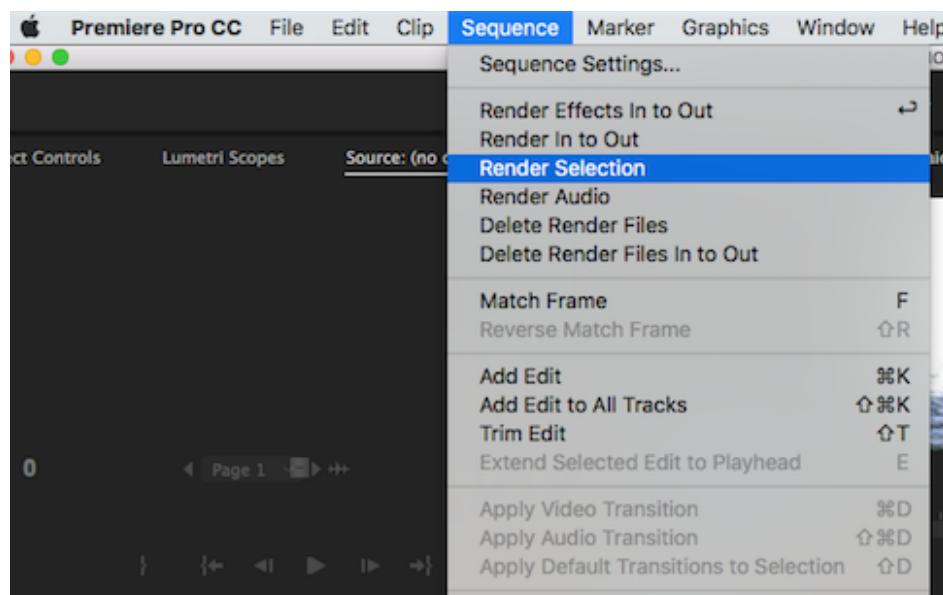 Premiere Pro CC File Edit Clip Sequence Marker Graphics Window Help
Sequence Settings...
Render Effects In to Out ↩
Render In to Out
ct Controls Lumetri Scopes Source: (no
Render Selection
Render Audio
Delete Render Files
Delete Render Files In to Out
Match Frame F
Reverse Match Frame ⇧R
Add Edit ⌘K
Add Edit to All Tracks ⇧⌘K
Trim Edit ⇧T
Extend Selected Edit to Playhead E
0 Page 1
Apply Video Transition ⌘D
Apply Audio Transition ⇧⌘D
Apply Default Transitions to Selection ⇧D